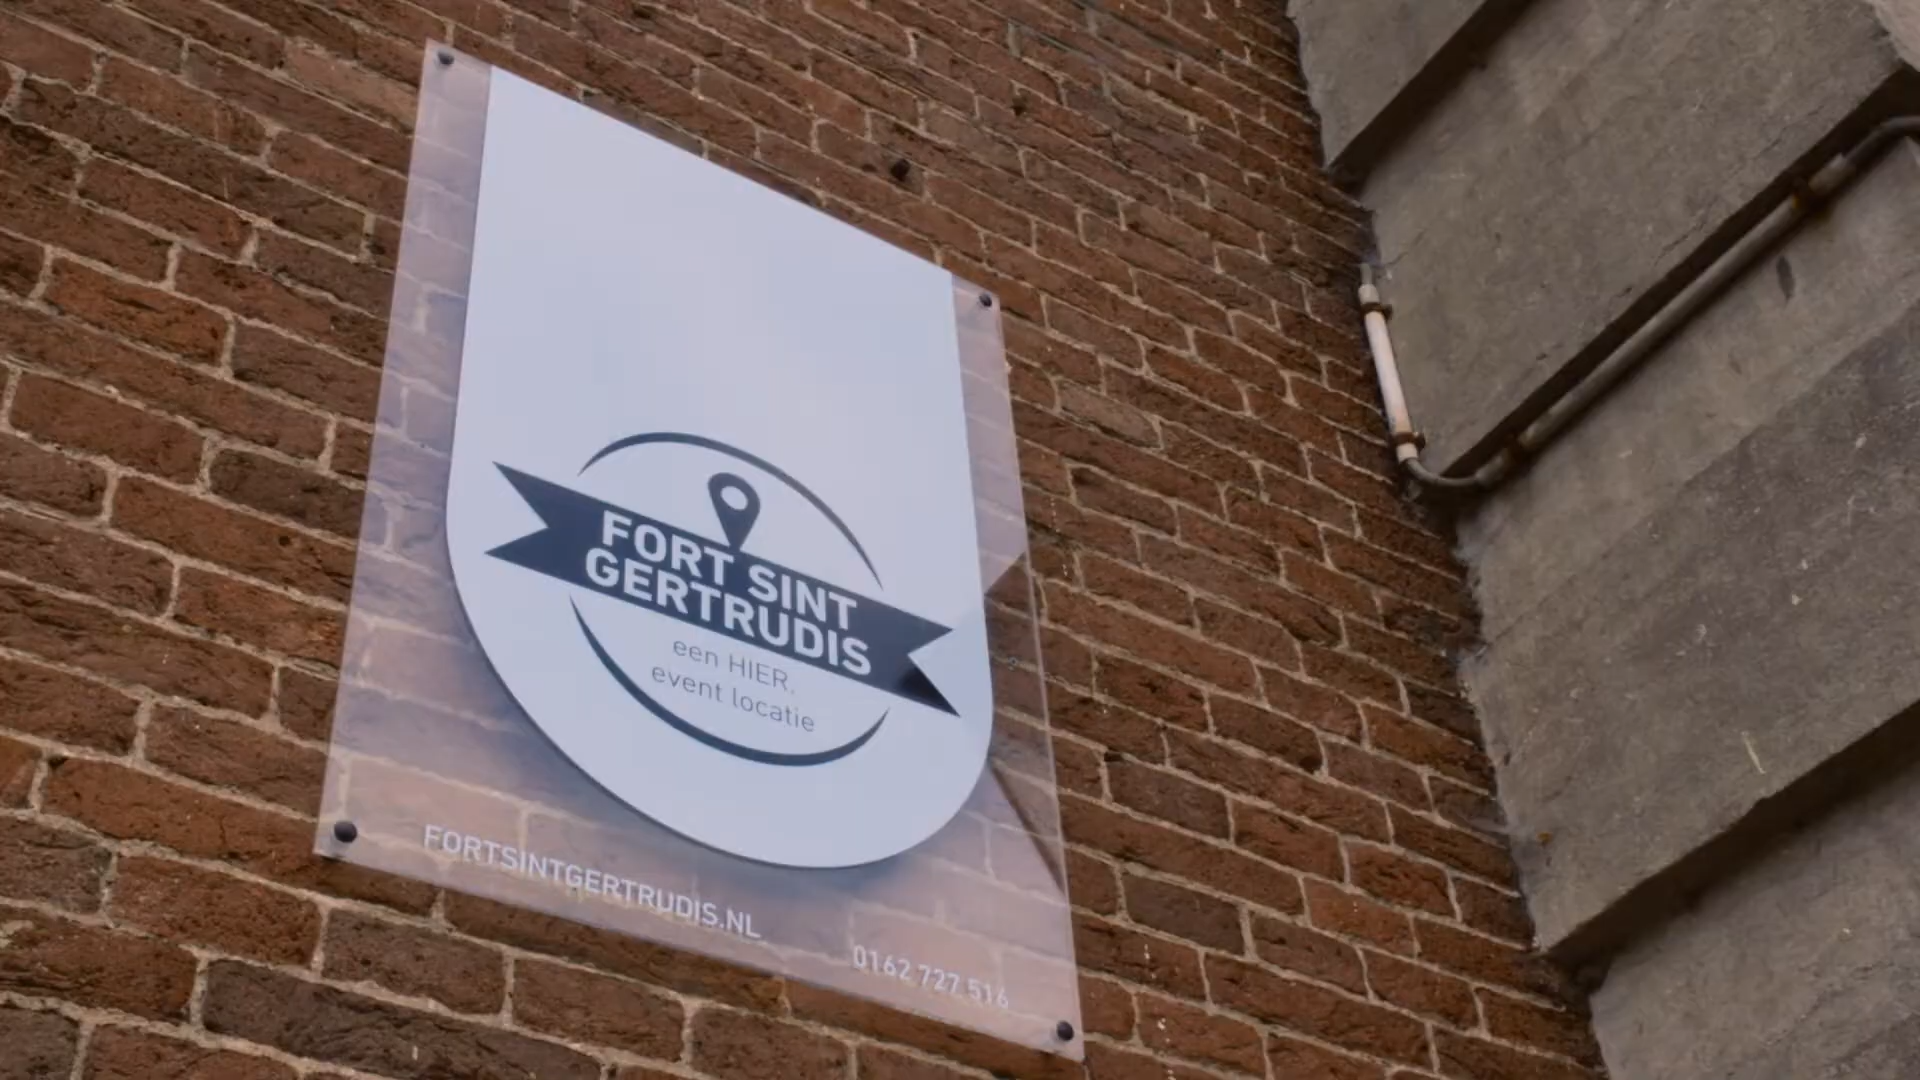 FORT SINT
GERTRUDIS
een HIER.
event locatie
FORTSINTGERTRUDIS.NL
0162 727 516